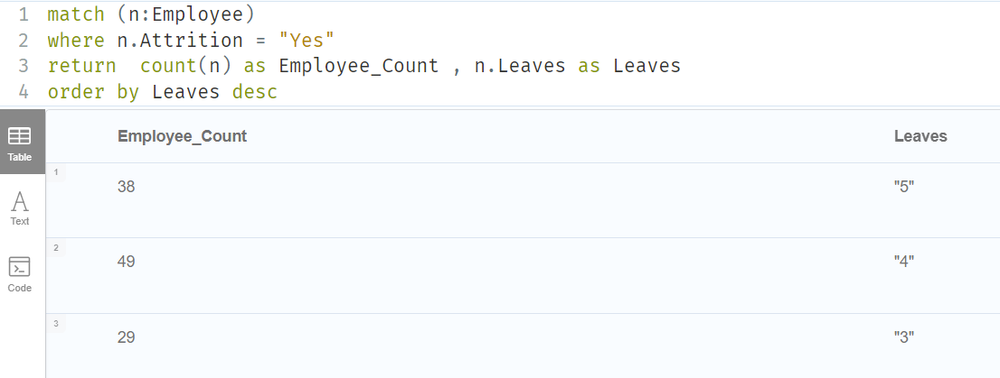 1 match (n:Employee)
2 where n.Attrition = "Yes"
3 return  count(n) as Employee_Count , n.Leaves as Leaves
4 order by Leaves desc
Table
Text
Code
Employee_Count Leaves
1
38 "5"
2
49 "4"
3
29 "3"